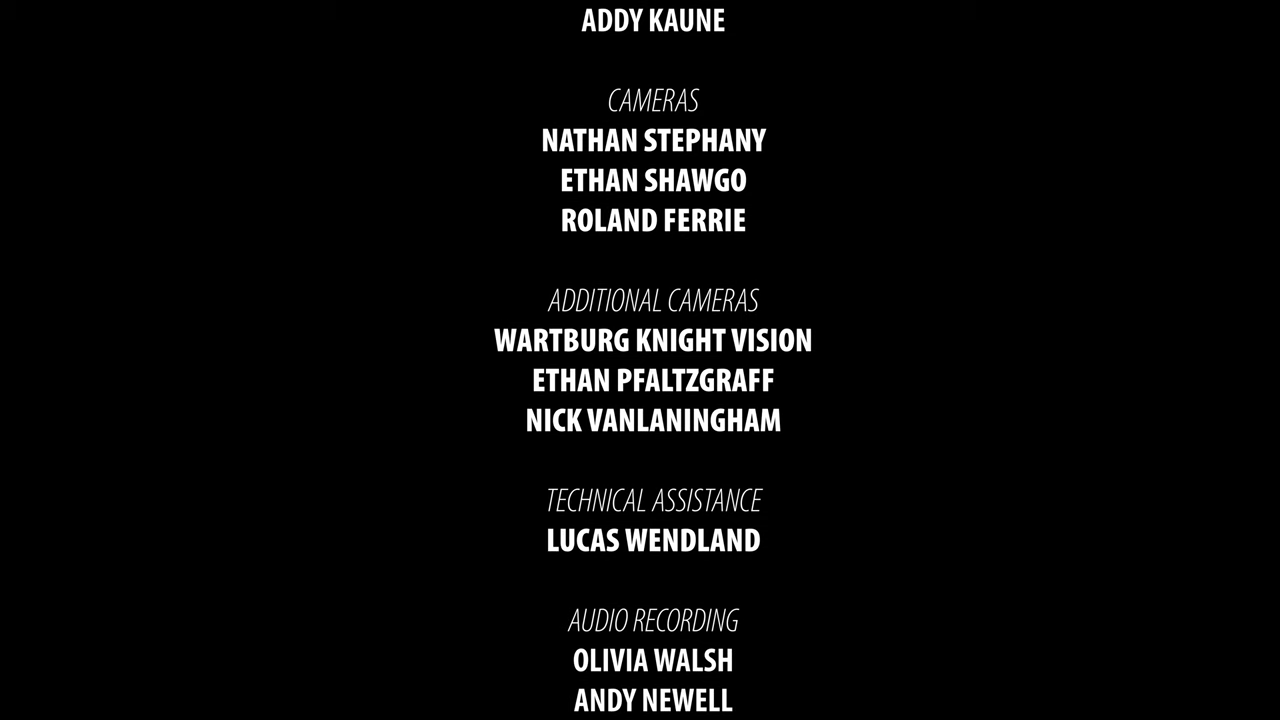 ADDY KAUNE
CAMERAS
NATHAN STEPHANY
ETHAN SHAWGO
ROLAND FERRIE
ADDITIONAL CAMERAS
WARTBURG KNIGHT VISION
ETHAN PFALTZGRAFF
NICK VANLANINGHAM
TECHNICAL ASSISTANCE
LUCAS WENDLAND
AUDIO RECORDING
OLIVIA WALSH
ANDY NEWELL